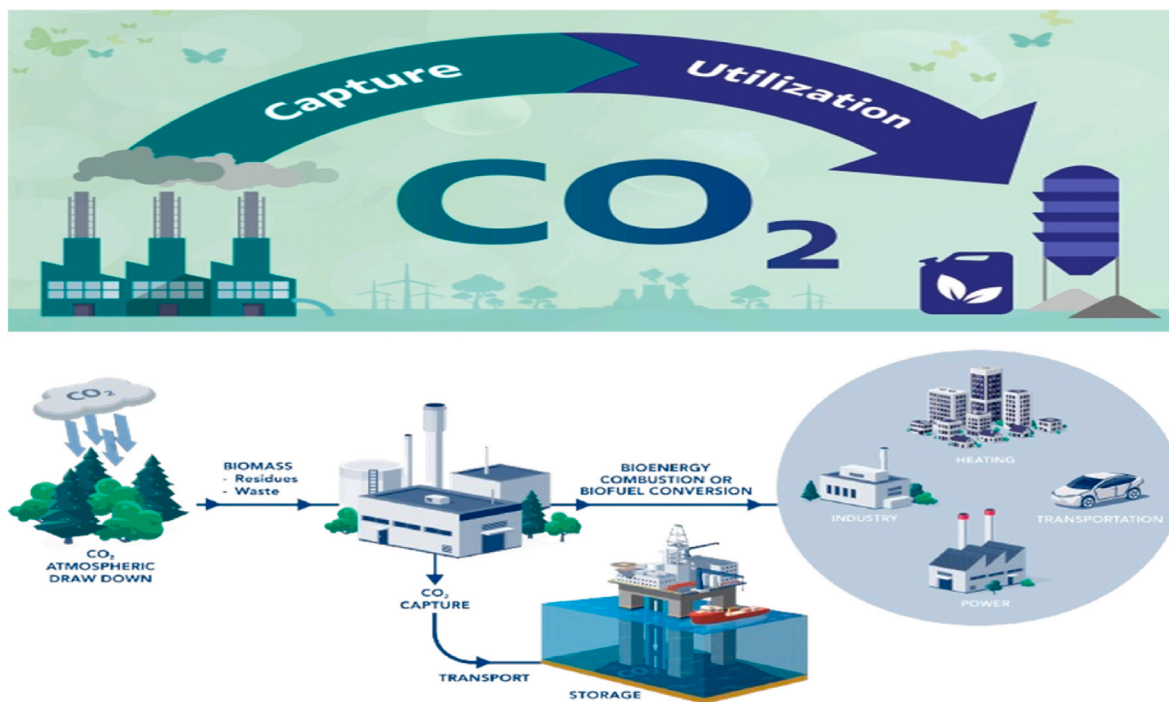 Capture
Utilization
CO₂
CO₂
BIOMASS
- Residues
- Waste
BIOENERGY
COMBUSTION OR
BIOFUEL CONVERSION
HEATING
INDUSTRY
TRANSPORTATION
POWER
CO₂
ATMOSPHERIC
DRAW DOWN
CO₂
CAPTURE
TRANSPORT
CO₂
STORAGE